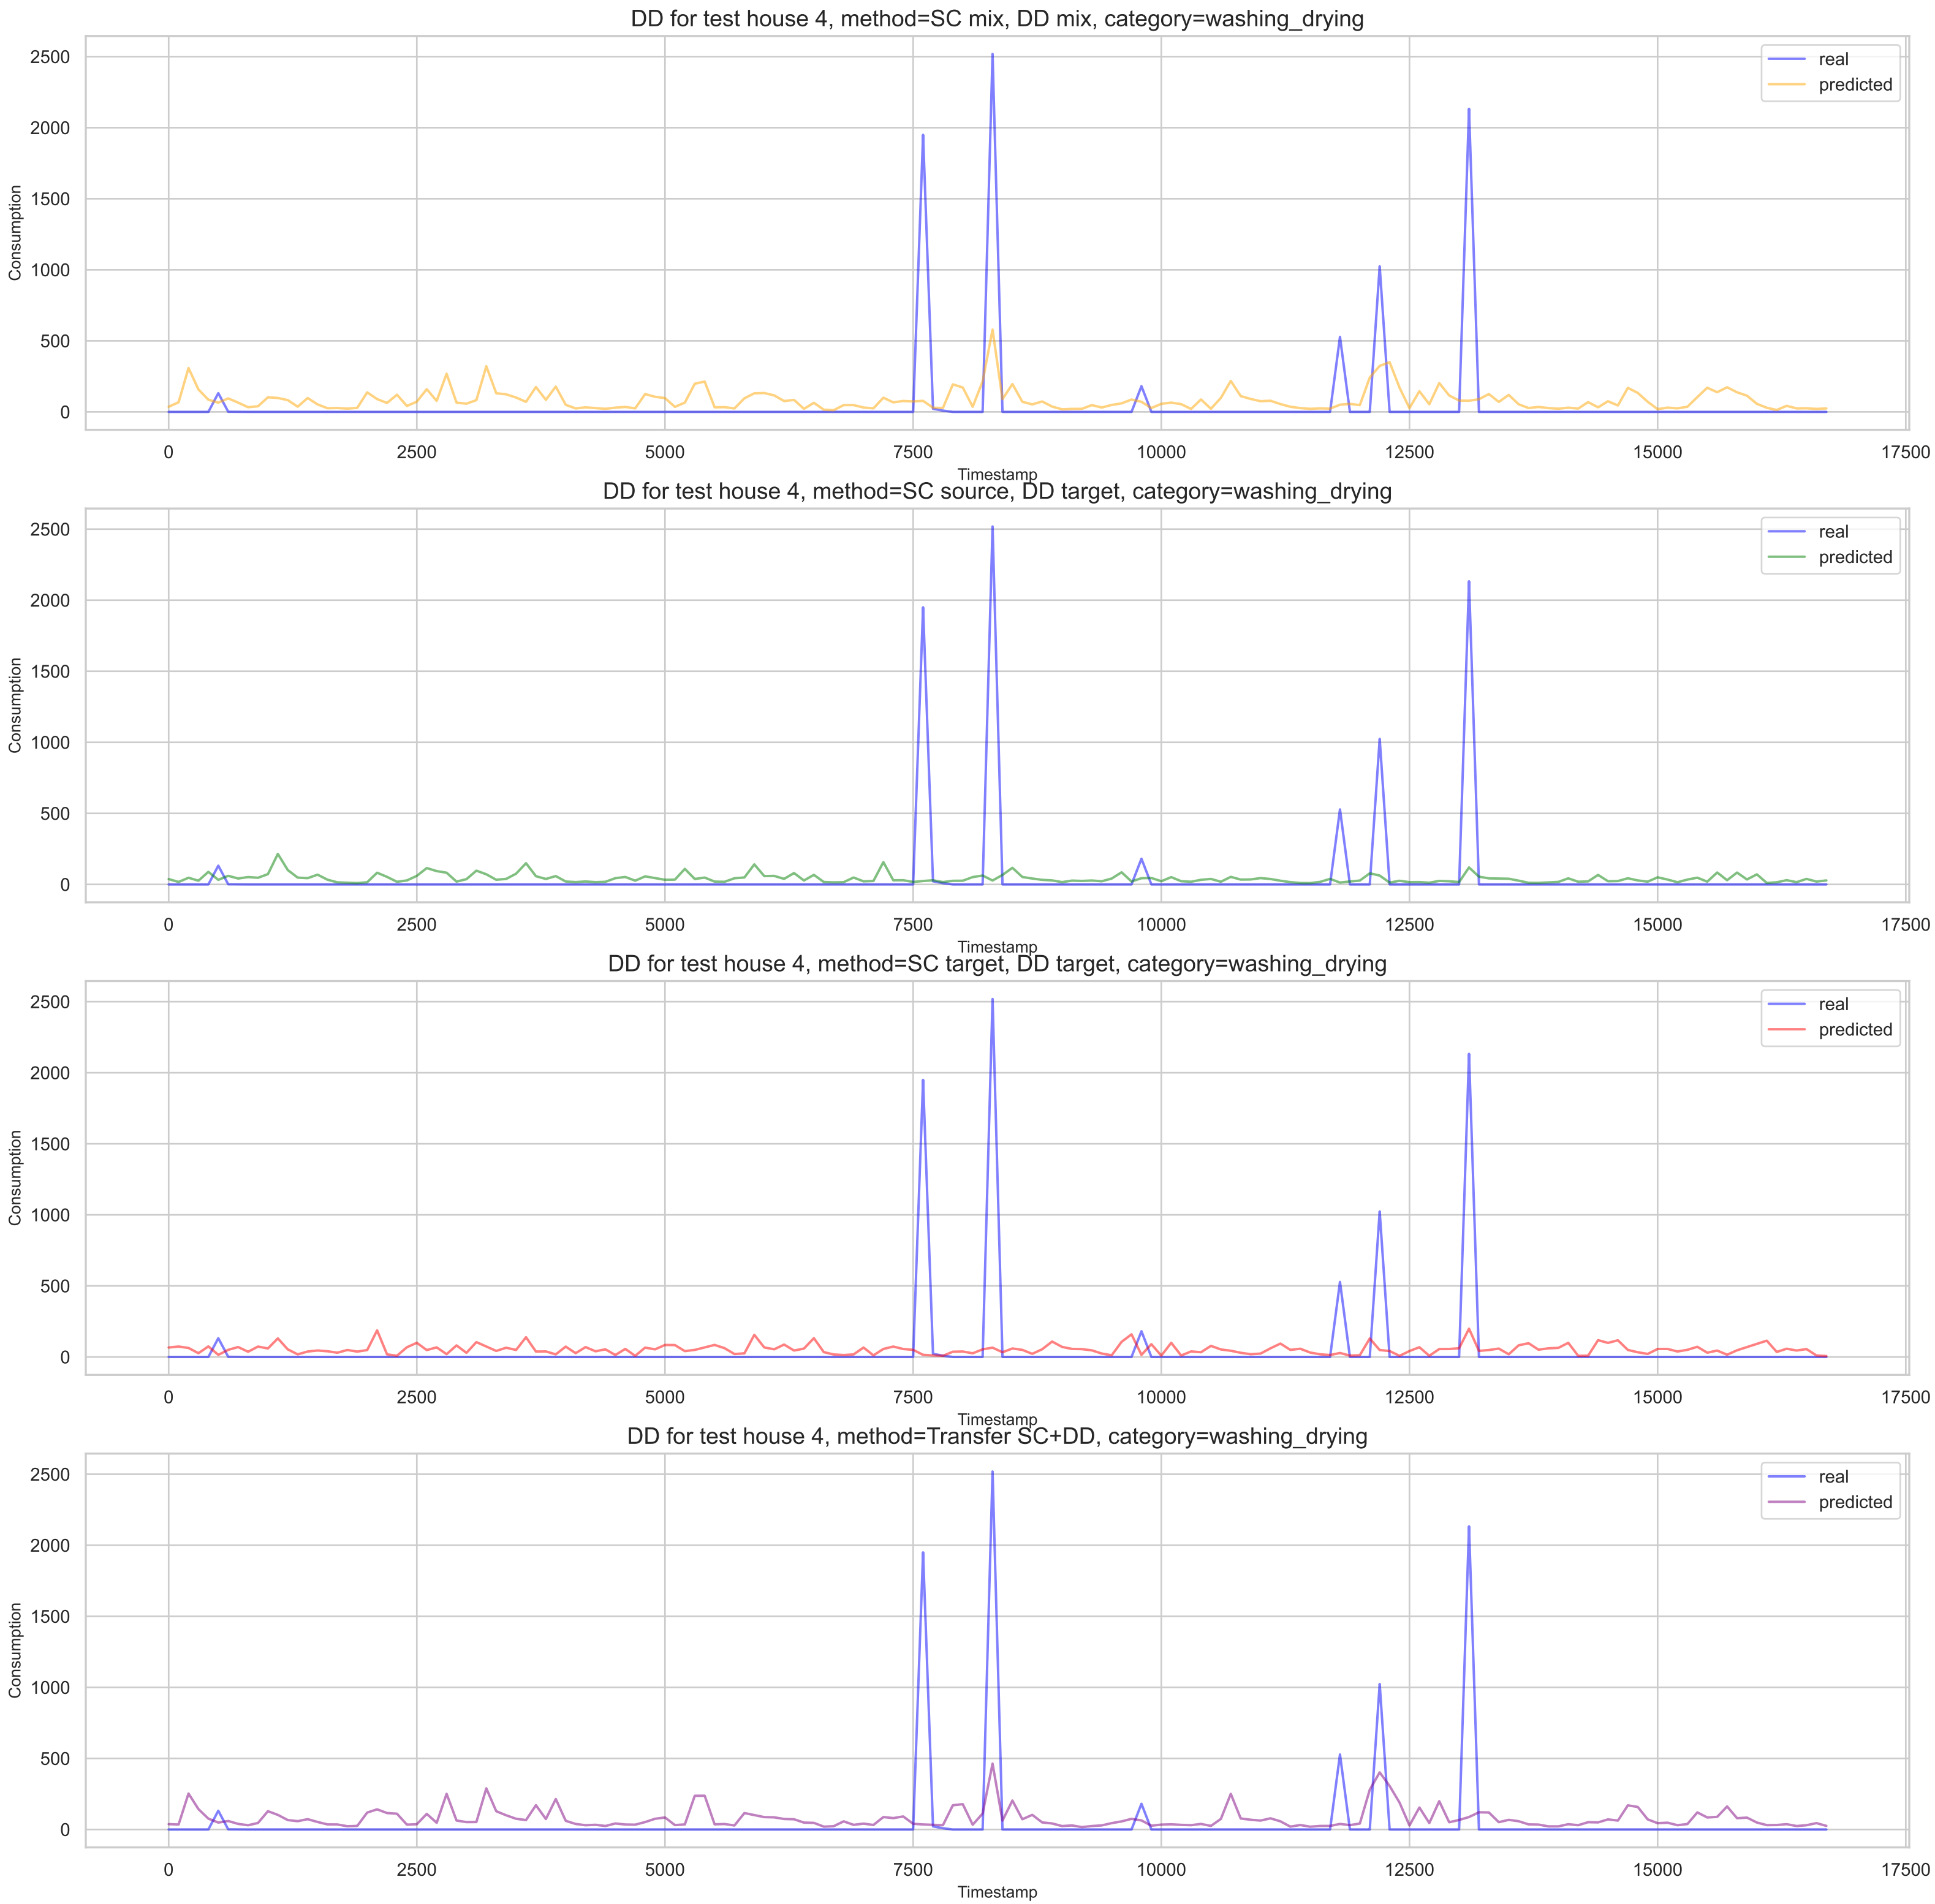 DD for test house 4, method=SC mix, DD mix, category=washing_drying
2500
2000
1500
1000
500
0
Consumption
real
predicted
0 2500 5000 7500 10000 12500 15000 17500
Timestamp
DD for test house 4, method=SC source, DD target, category=washing_drying
2500
2000
1500
1000
500
0
Consumption
real
predicted
0 2500 5000 7500 10000 12500 15000 17500
Timestamp
DD for test house 4, method=SC target, DD target, category=washing_drying
2500
2000
1500
1000
500
0
Consumption
real
predicted
0 2500 5000 7500 10000 12500 15000 17500
Timestamp
DD for test house 4, method=Transfer SC+DD, category=washing_drying
2500
2000
1500
1000
500
0
Consumption
real
predicted
0 2500 5000 7500 10000 12500 15000 17500
Timestamp